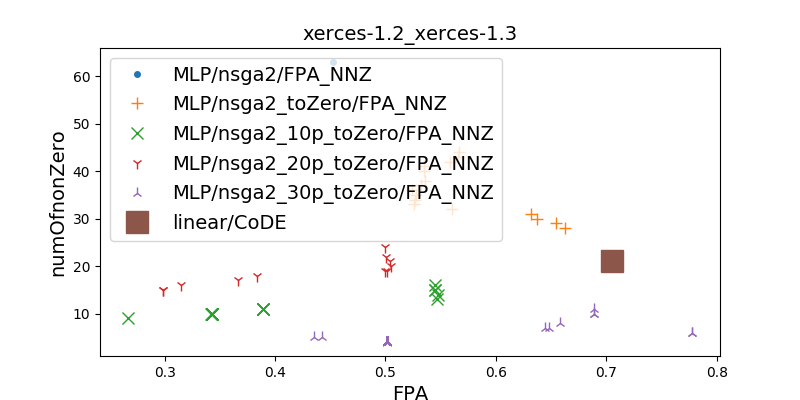 xerces-1.2_xerces-1.3
60
50
40
30
20
10
numOfnonZero
MLP/nsga2/FPA_NNZ
MLP/nsga2_toZero/FPA_NNZ
MLP/nsga2_10p_toZero/FPA_NNZ
MLP/nsga2_20p_toZero/FPA_NNZ
MLP/nsga2_30p_toZero/FPA_NNZ
linear/CoDE
0.3 0.4 0.5 0.6 0.7 0.8
FPA